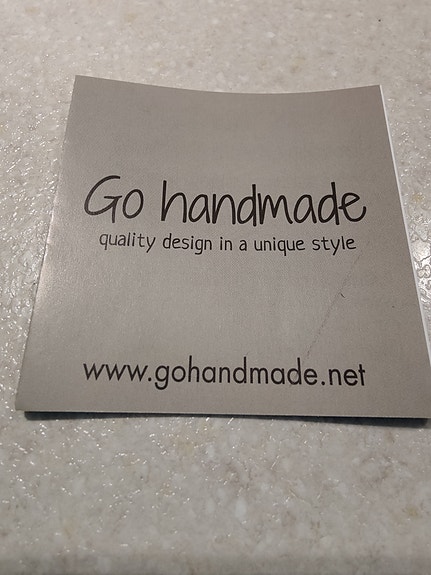 Go handmade
quality design in a unique style
www.gohandmade.net